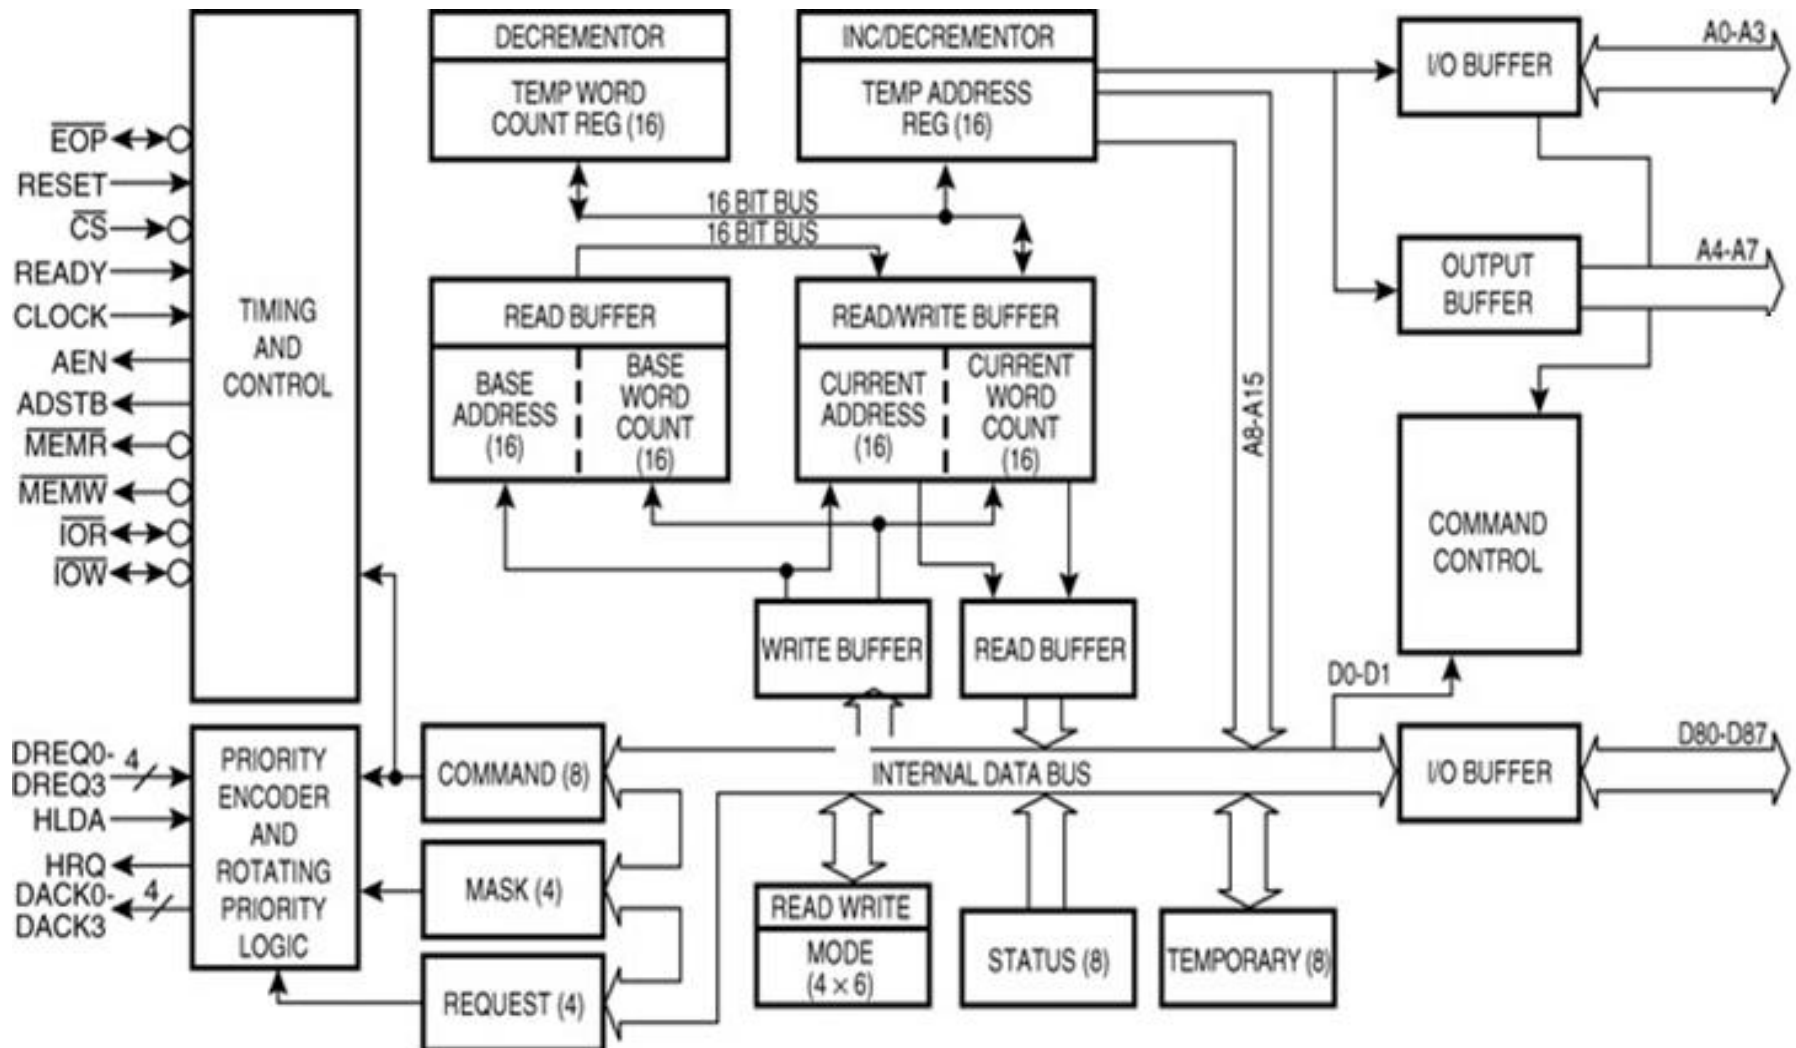 EOP
RESET
CS
READY
CLOCK
AEN
ADSTB
MEMR
MEMW
IOR
IOW
TIMING
AND
CONTROL
DREQ0-
DREQ3
4
HLDA
HRQ
DACK0-
DACK3
4
PRIORITY
ENCODER
AND
ROTATING
PRIORITY
LOGIC
DECREMENTOR
TEMP WORD
COUNT REG (16)
INC/DECREMENTOR
TEMP ADDRESS
REG (16)
16 BIT BUS
16 BIT BUS
READ BUFFER
BASE
ADDRESS
(16)
BASE
WORD
COUNT
(16)
READ/WRITE BUFFER
CURRENT
ADDRESS
(16)
CURRENT
WORD
COUNT
(16)
WRITE BUFFER
READ BUFFER
A8-A15
I/O BUFFER
A0-A3
OUTPUT
BUFFER
A4-A7
COMMAND
CONTROL
D0-D1
COMMAND (8)
MASK (4)
REQUEST (4)
INTERNAL DATA BUS
I/O BUFFER
D80-D87
READ WRITE
MODE
(4 × 6)
STATUS (8)
TEMPORARY (8)